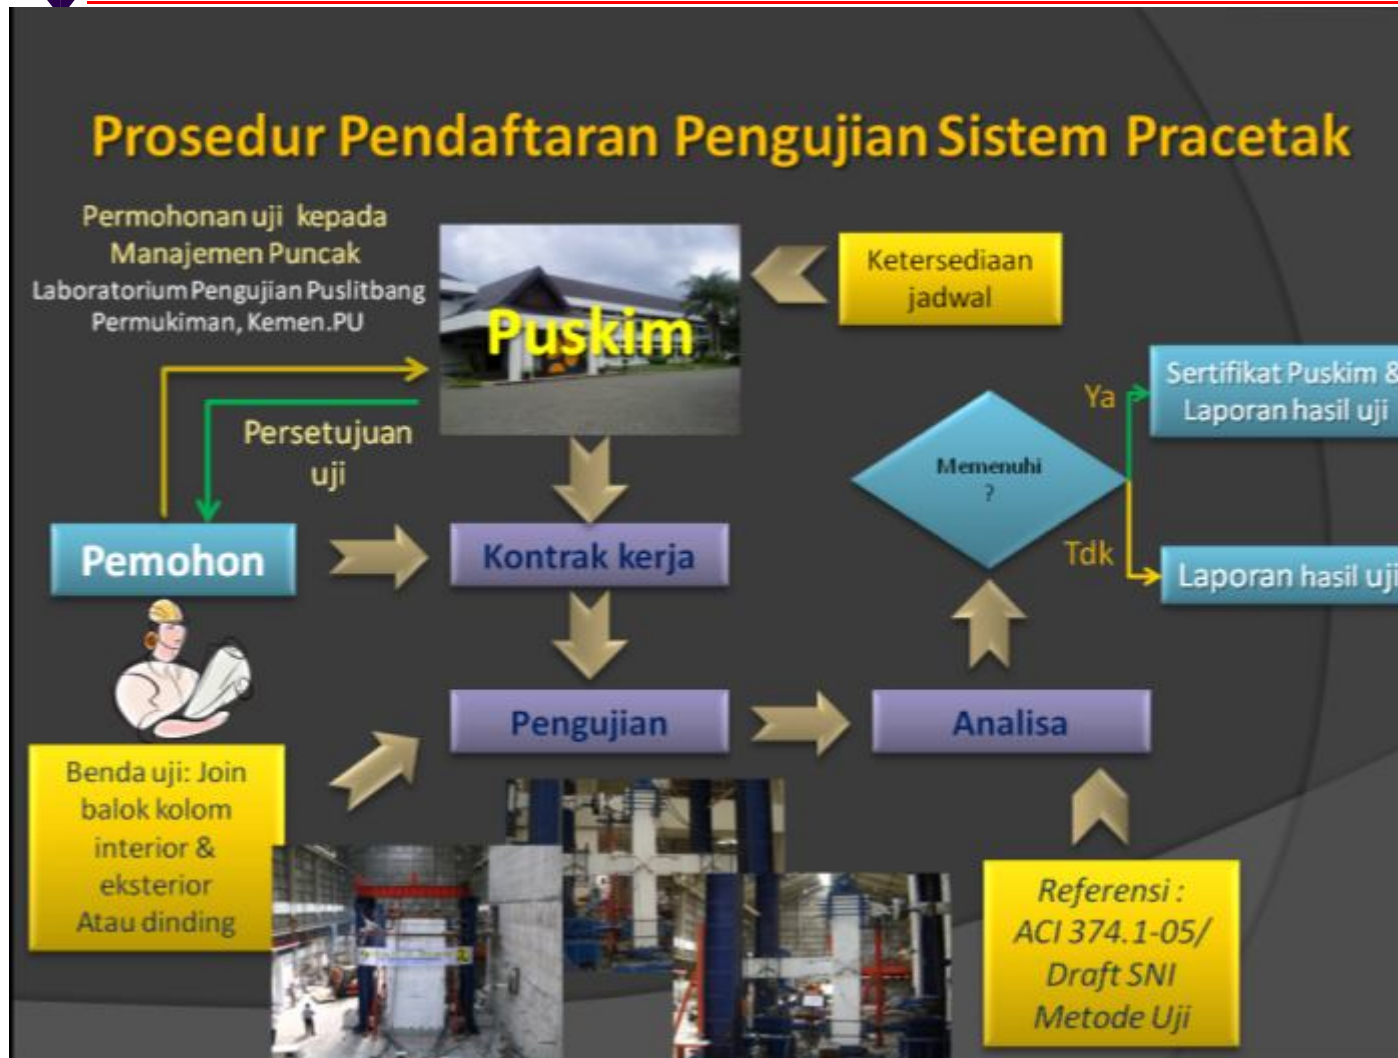 Prosedur Pendaftaran Pengujian Sistem Pracetak
Permohonan uji kepada
Manajemen Puncak
Laboratorium Pengujian Puslitbang
Permukiman, Kemen.PU
Puskim
Ketersediaan
jadwal
Persetujuan
uji
Pemohon
Kontrak kerja
Memenuhi
?
Ya
Sertifikat Puskim &
Laporan hasil uji
Tdk
Laporan hasil uji
Pengujian
Analisa
Benda uji: Join
balok kolom
interior &
eksterior
Atau dinding
Referensi :
ACI 374.1-05/
Draft SNI
Metode Uji